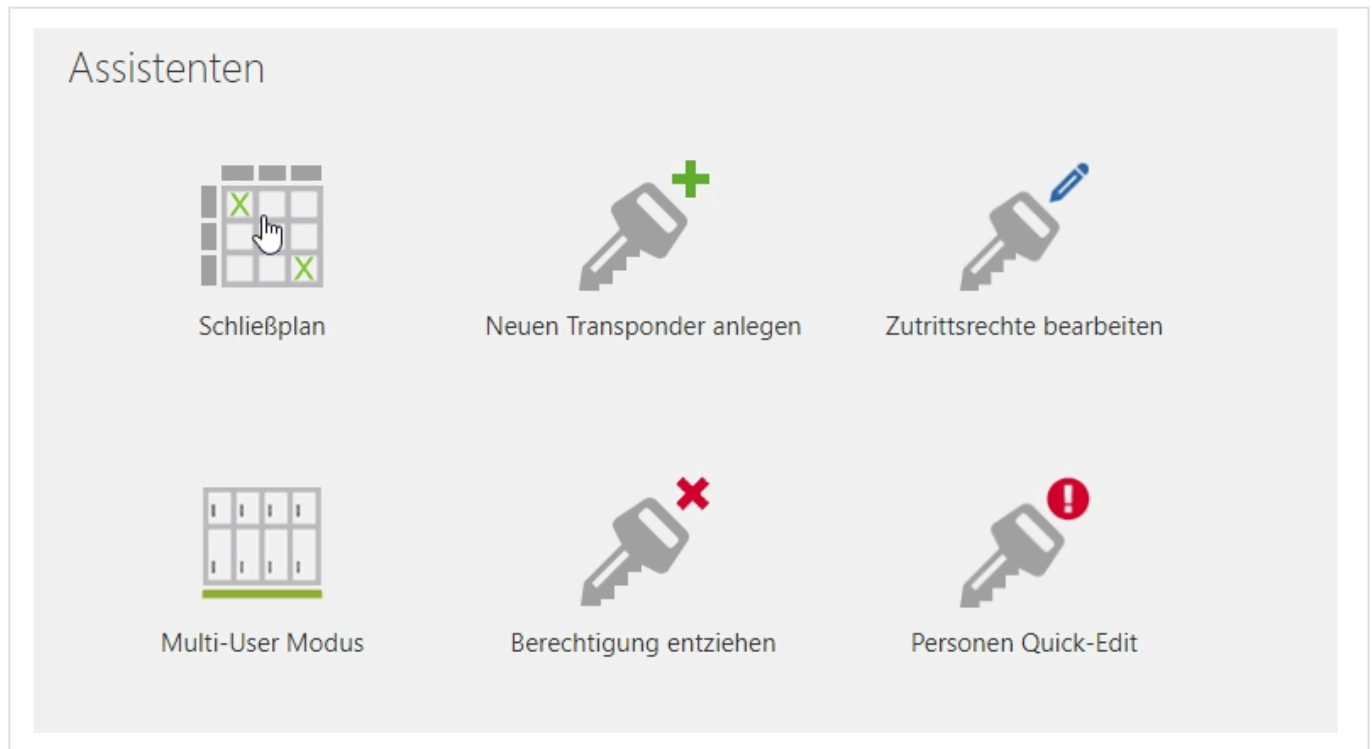 Assistenten
X
X
Schließplan
Neuen Transponder anlegen
Zutrittsrechte bearbeiten
Multi-User Modus
Berechtigung entziehen
Personen Quick-Edit